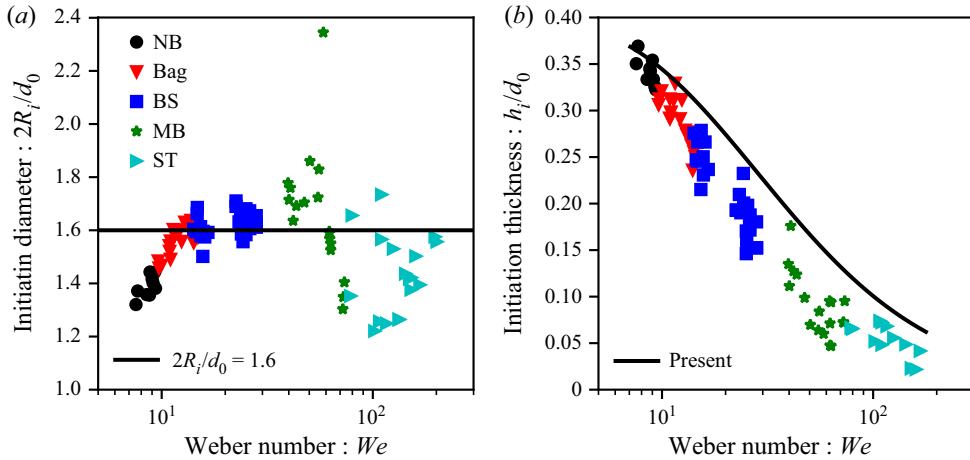 (a)
2.4
2.2
2.0
1.8
1.6
1.4
1.2
1.0
Initiatin diameter : 2R_i/d_0
NB
Bag
BS
MB
ST
2R_i/d_0 = 1.6
10^1
10^2
Weber number : We
(b)
0.40
0.35
0.30
0.25
0.20
0.15
0.10
0.05
0
Initiation thickness : h_i/d_0
Present
10^1
10^2
Weber number : We